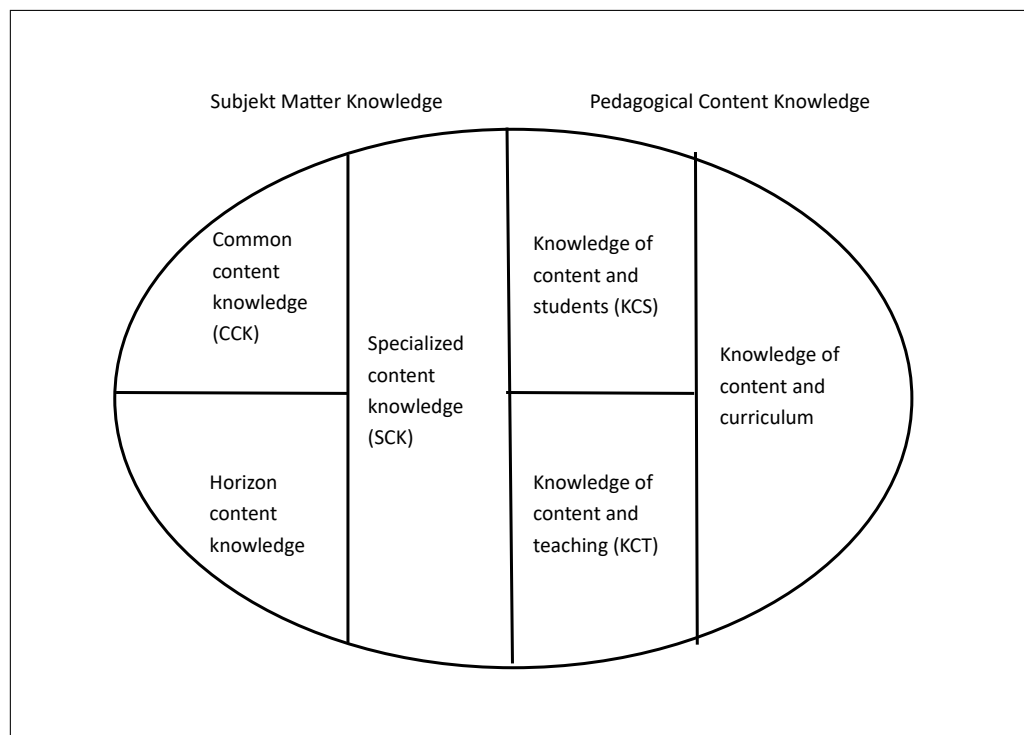 Subjekt Matter Knowledge
Pedagogical Content Knowledge
Common
content
knowledge
(CCK)
Horizon
content
knowledge
Specialized
content
knowledge
(SCK)
Knowledge of
content and
students (KCS)
Knowledge of
content and
teaching (KCT)
Knowledge of
content and
curriculum